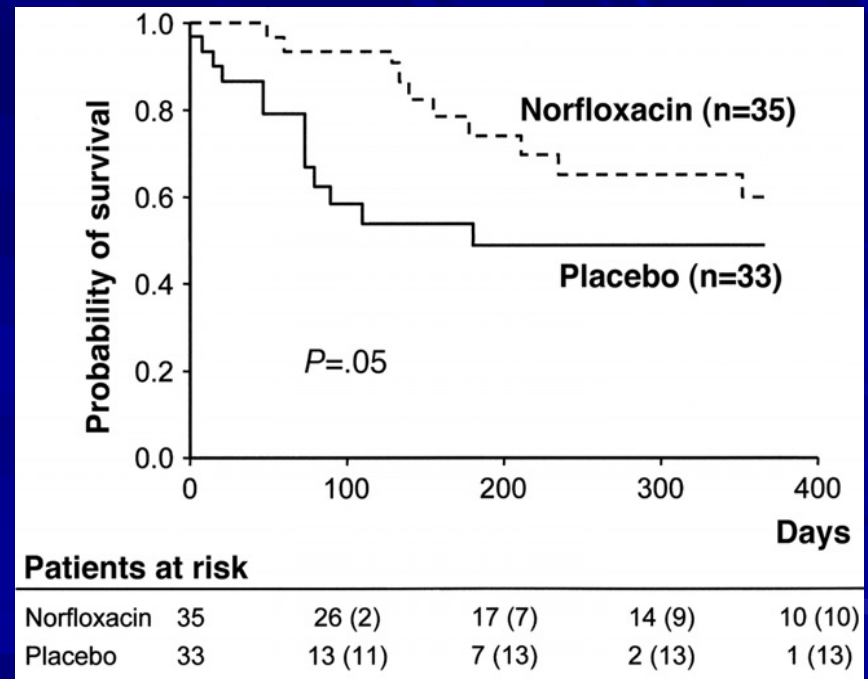 Probability of survival
1.0
0.8
0.6
0.4
0.2
0.0
Norfloxacin (n=35)
Placebo (n=33)
P=.05
0 100 200 300 400
Days
Patients at risk
Norfloxacin 35 26 (2) 17 (7) 14 (9) 10 (10)
Placebo 33 13 (11) 7 (13) 2 (13) 1 (13)